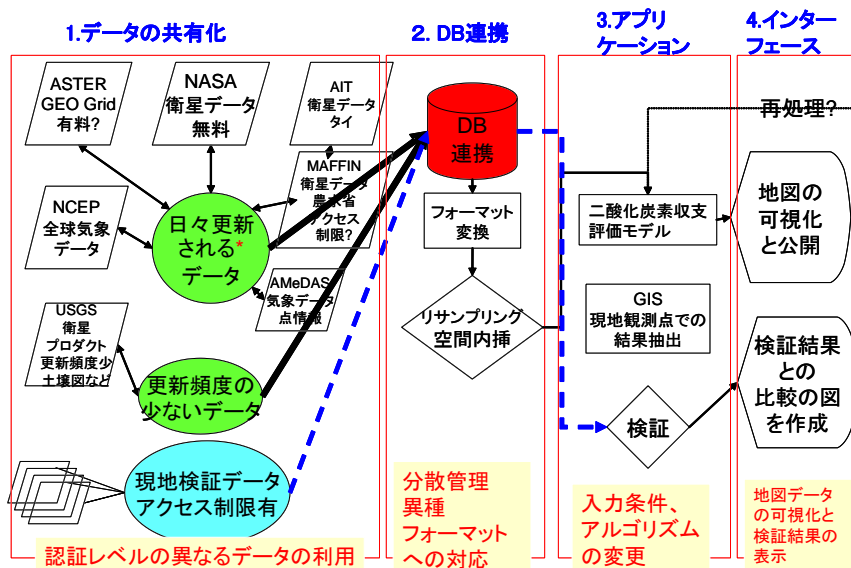 1.データの共有化
2. DB連携
3.アプリ
ケーション
4.インター
フェース
ASTER
GEO Grid
有料?
NASA
衛星データ
無料
AIT
衛星データ
タイ
MAFFIN
衛星データ
農水省
アクセス
制限?
NCEP
全球気象
データ
日々更新
される*
データ
AMeDAS
気象データ
点情報
USGS
衛星
プロダクト
更新頻度少
土壌図など
更新頻度の
少ないデータ
現地検証データ
アクセス制限有
認証レベルの異なるデータの利用
DB
連携
フォーマット
変換
リサンプリング
空間内挿
分散管理
異種
フォーマット
への対応
二酸化炭素収支
評価モデル
GIS
現地観測点での
結果抽出
検証
入力条件、
アルゴリズム
の変更
再処理?
地図の
可視化
と公開
検証結果
との
比較の図
を作成
地図データ
の可視化と
検証結果の
表示